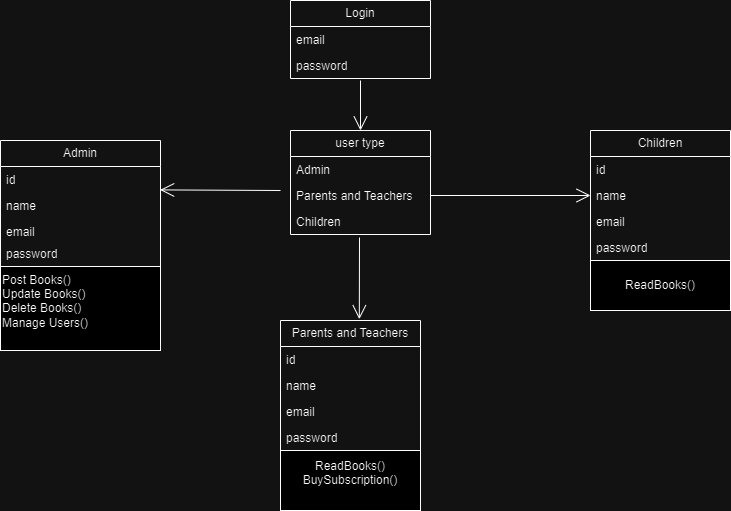 Login
email
password
user type
Admin
Parents and Teachers
Children
Admin
id
name
email
password
Post Books()
Update Books()
Delete Books()
Manage Users()
Children
id
name
email
password
ReadBooks()
Parents and Teachers
id
name
email
password
ReadBooks()
BuySubscription()